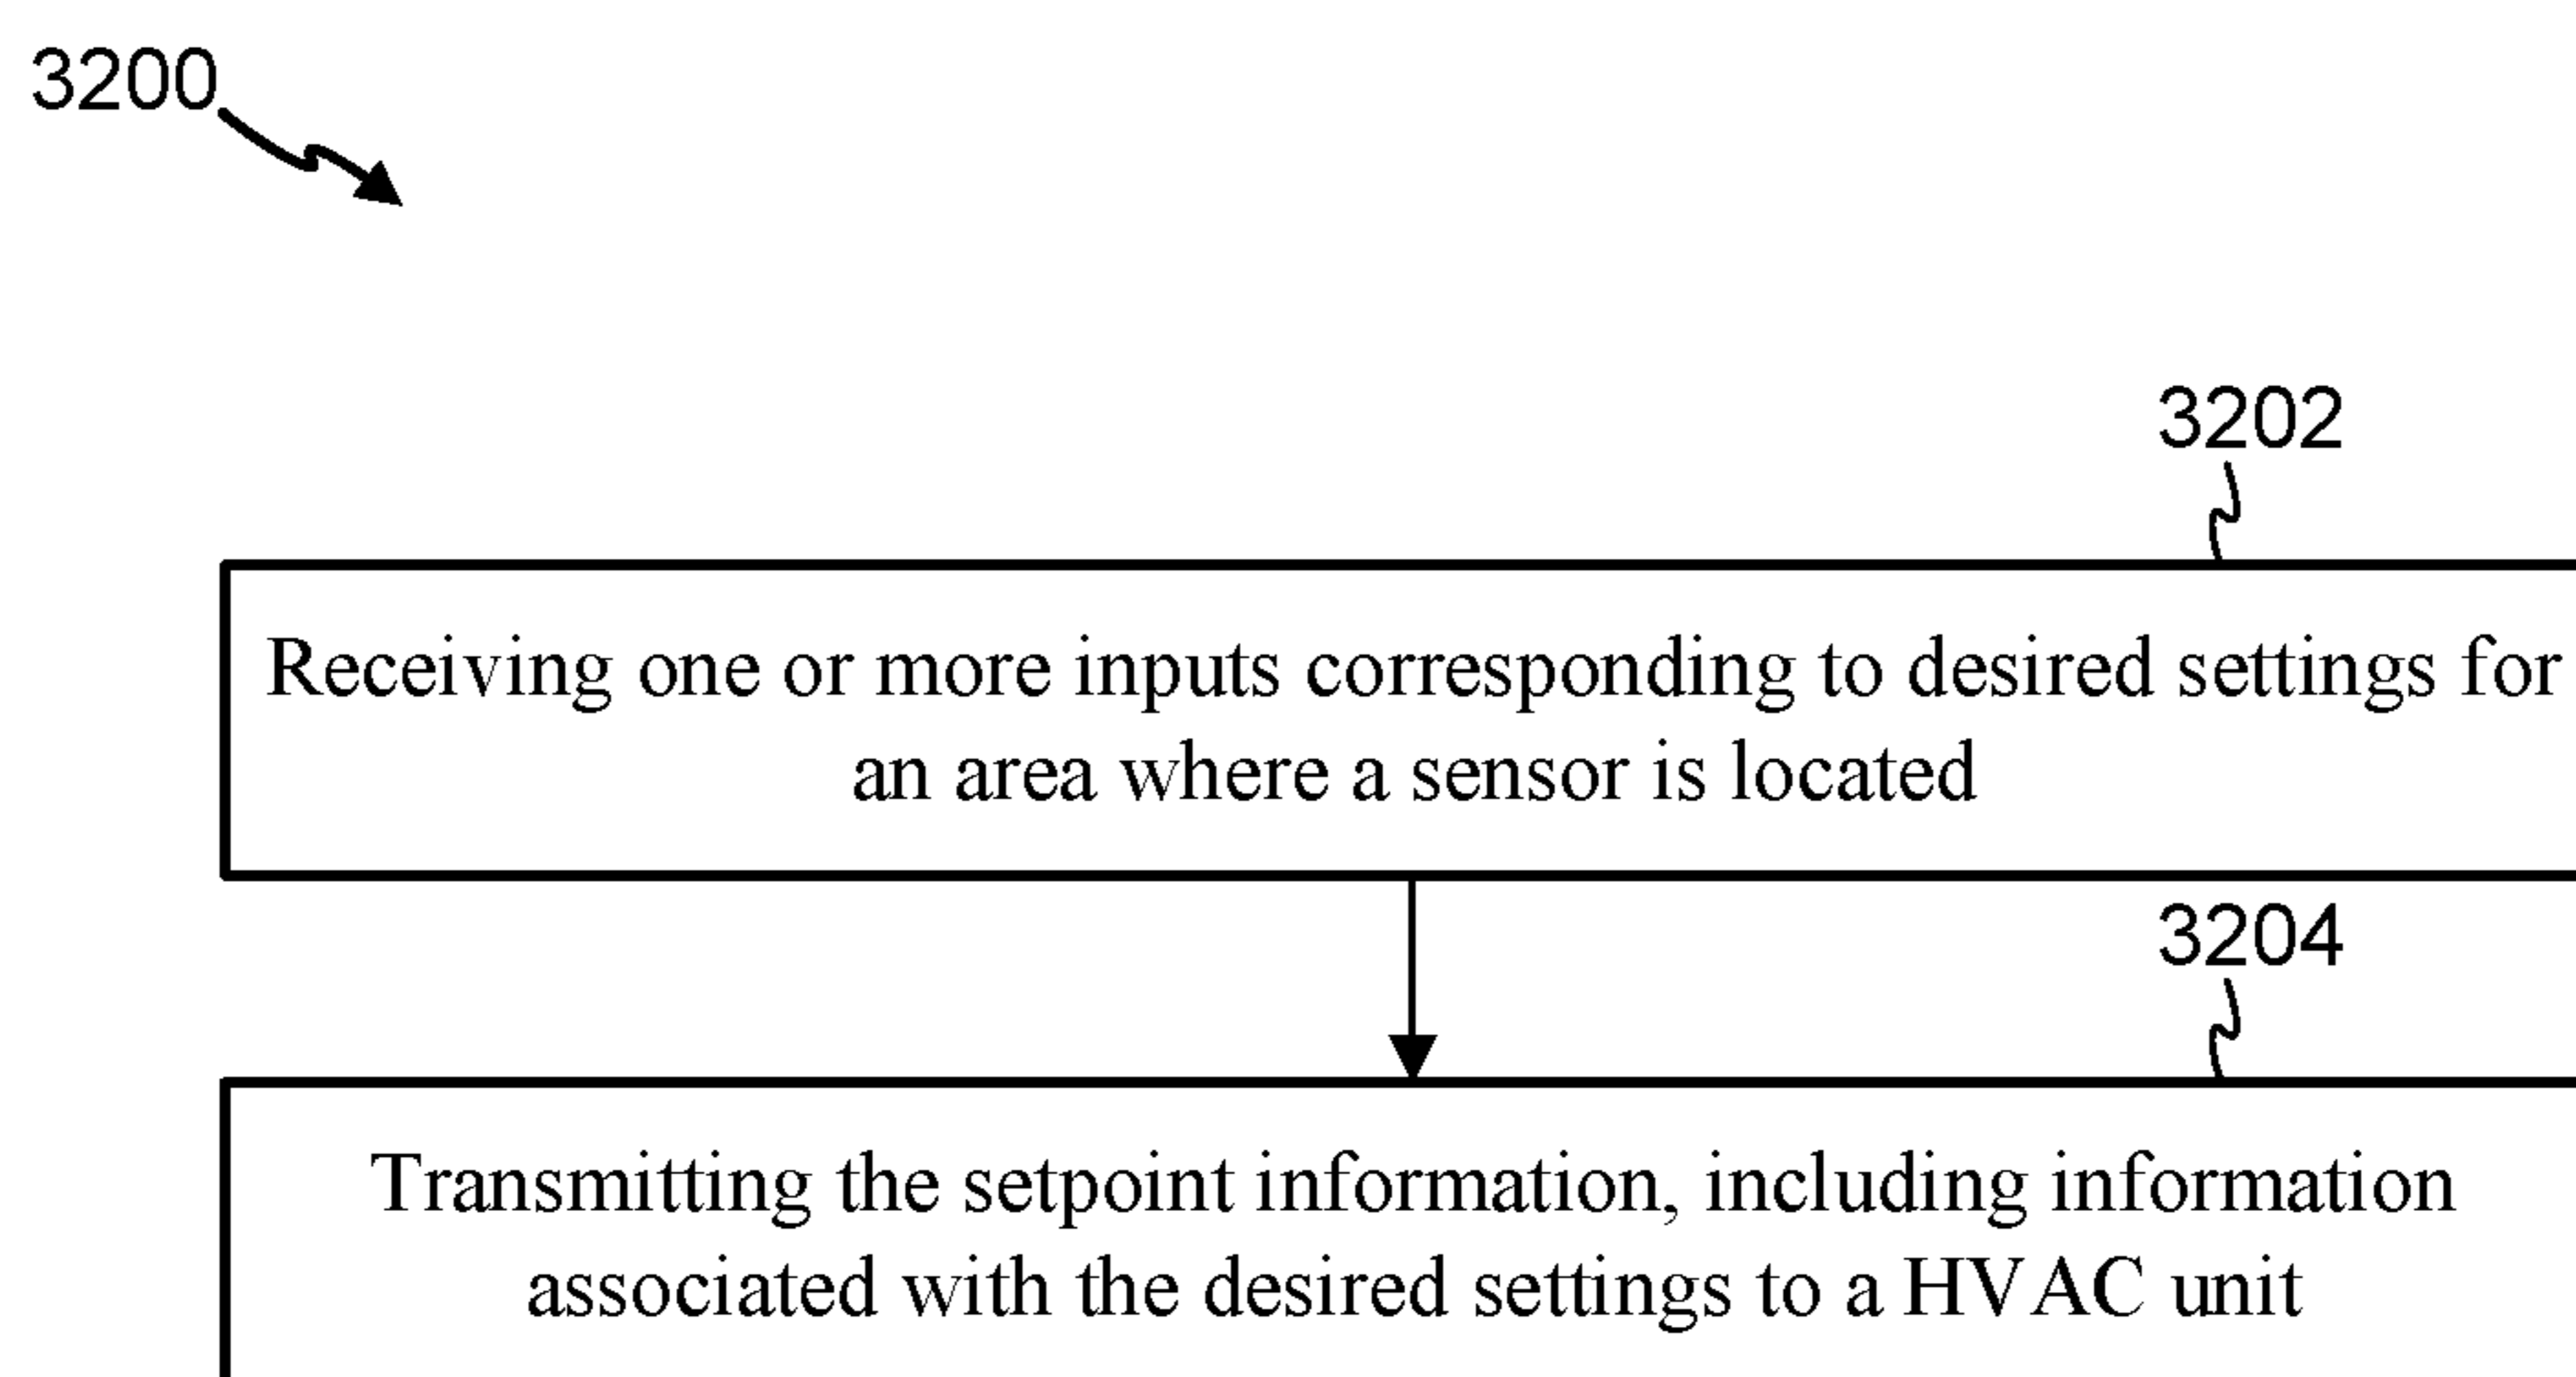 3200
3202
Receiving one or more inputs corresponding to desired settings for
an area where a sensor is located
3204
Transmitting the setpoint information, including information
associated with the desired settings to a HVAC unit